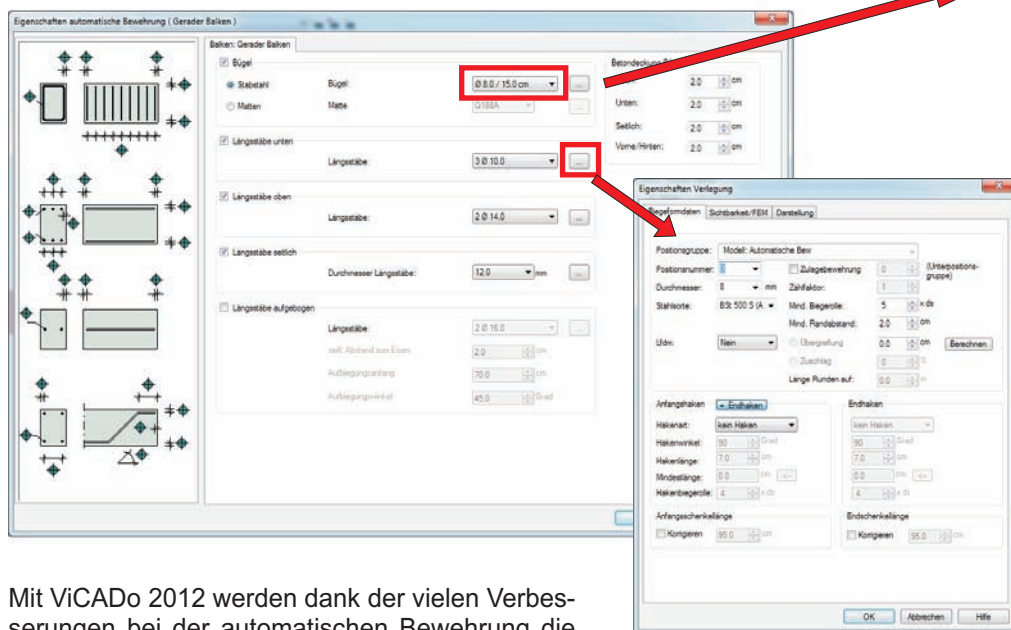 Eigenschaften automatische Bewehrung ( Gerader Balken )
Balken: Gerader Balken
Bügel
Stabstahl Bügel Ø 8.0 / 15.0 cm ...
Matten Matte Q188A
Betondeckung
2.0 cm
Unten: 2.0 cm
Seitlich: 2.0 cm
Vorne/Hinten: 2.0 cm
Längsstäbe unten
Längsstäbe: 3 Ø 10.0 ...
Längsstäbe oben
Längsstäbe: 2 Ø 14.0 ...
Längsstäbe seitlich
Durchmesser Längsstäbe: 12.0 mm ...
Längsstäbe aufgebogen
Längsstäbe 2 Ø 16.0
seitl. Abstand zum Eisen: 2.0 cm
Aufbiegungsanfang: 70.0 cm
Aufbiegungswinkel: 45.0 Grad
Eigenschaften Verlegung
Biegeformdaten Sichtbarkeit/FEM Darstellung
Positionsgruppe: Modell: Automatische Bew
Positionsnummer: Zulagebewehrung 0 (Unterpositions-
gruppe)
Durchmesser: 8 mm Zählfaktor: 1
Stahlsorte: BSt 500 S (A Mind. Biegerolle: 5 x ds
Mind. Randabstand: 2.0 cm
Lfdm: Nein Übergreifung 0.0 cm Berechnen
Zuschlag 0 %
Länge Runden auf: 0.0 m
Anfangshaken = Endhaken Endhaken
Hakenart: kein Haken kein Haken
Hakenwinkel: 90 Grad 90 Grad
Hakenlänge: 7.0 cm 7.0 cm
Mindestlänge: 0.0 cm <- 0.0 cm <-
Hakenbiegerolle: 4 x ds 4 x ds
Anfangsschenkellänge Endschenkellänge
Korrigieren 95.0 cm Korrigieren 95.0 cm
OK Abbrechen Hilfe
Mit ViCADo 2012 werden dank der vielen Verbes-
serungen bei der automatischen Bewehrung die